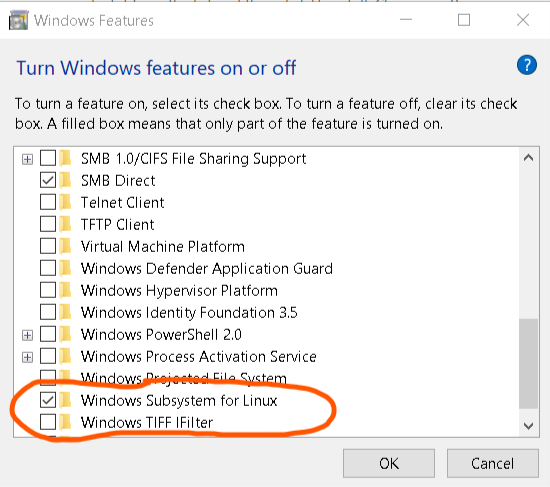 Windows Features
Turn Windows features on or off
To turn a feature on, select its check box. To turn a feature off, clear its check
box. A filled box means that only part of the feature is turned on.
SMB 1.0/CIFS File Sharing Support
SMB Direct
Telnet Client
TFTP Client
Virtual Machine Platform
Windows Defender Application Guard
Windows Hypervisor Platform
Windows Identity Foundation 3.5
Windows PowerShell 2.0
Windows Process Activation Service
Windows Projected File System
Windows Subsystem for Linux
Windows TIFF IFilter
OK Cancel